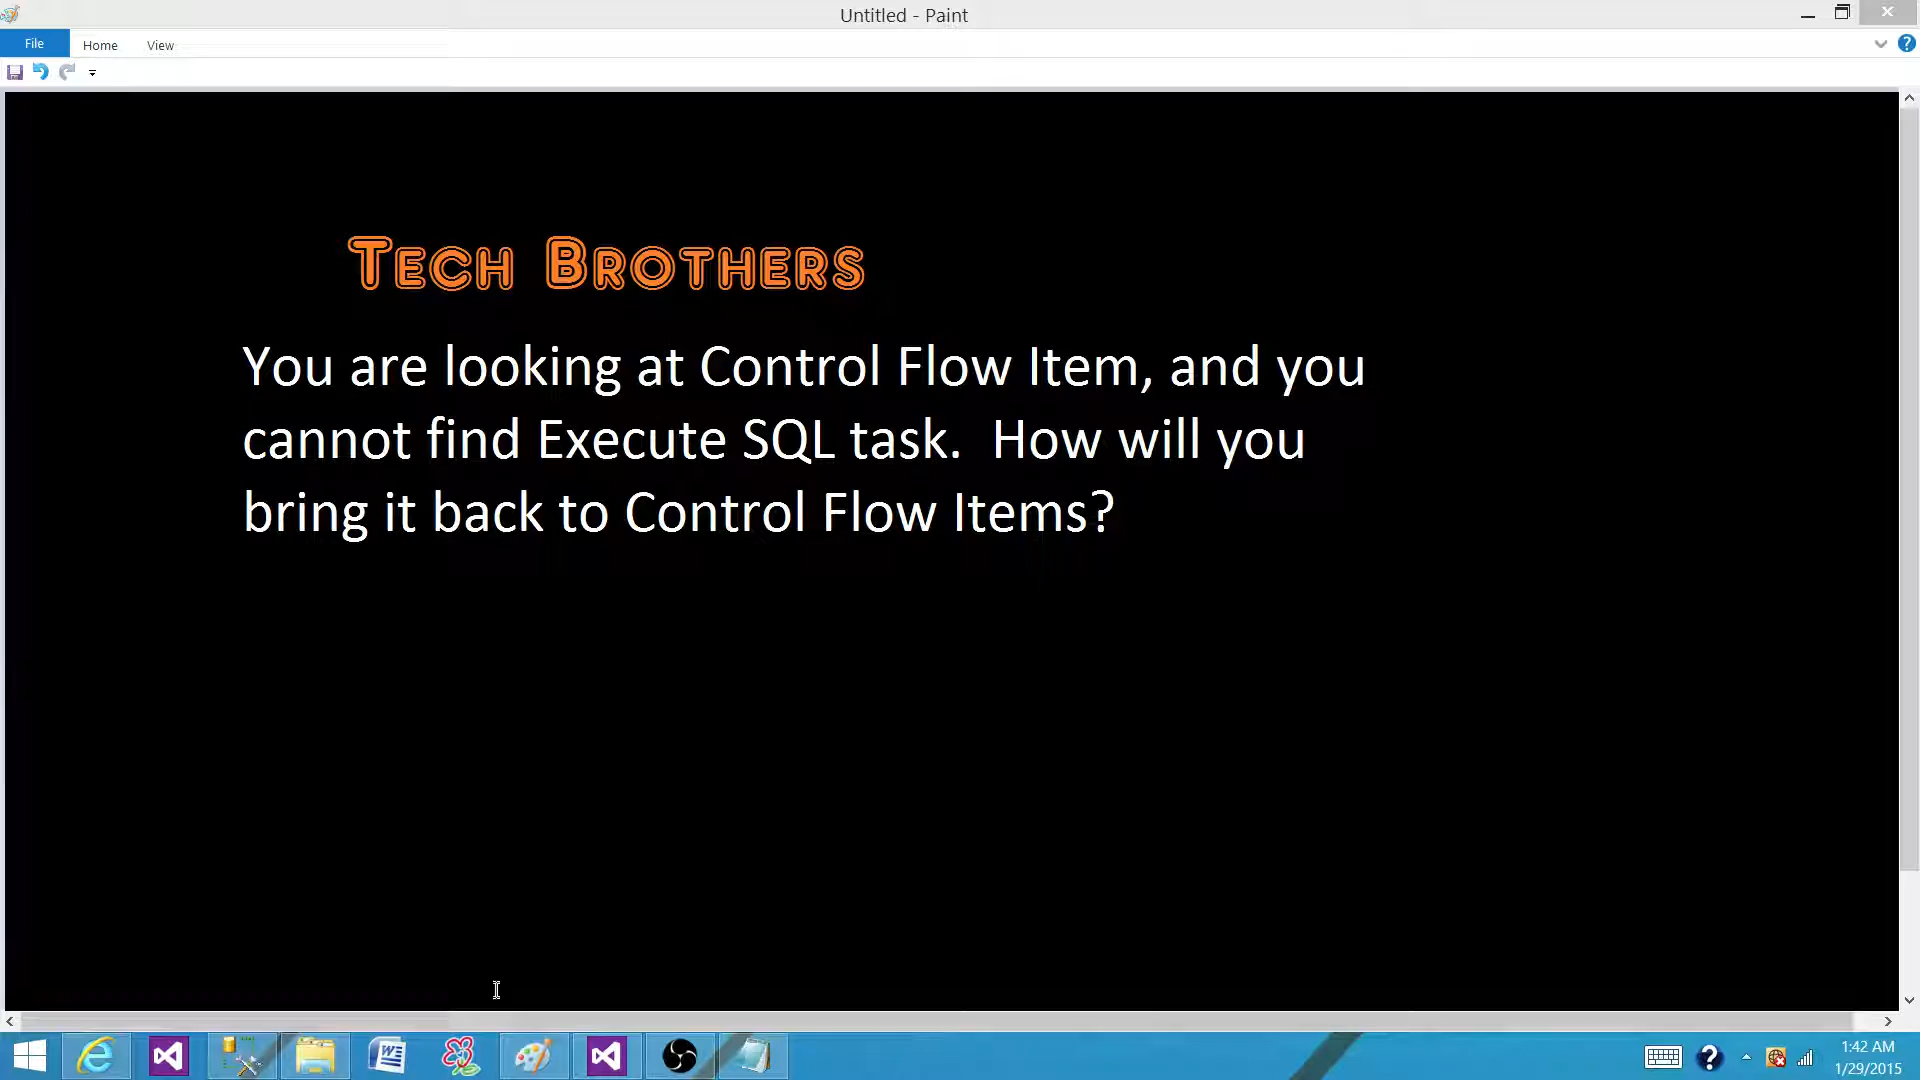 Untitled - Paint
File Home View
Tech Brothers
You are looking at Control Flow Item, and you
cannot find Execute SQL task.  How will you
bring it back to Control Flow Items?
1:42 AM
1/29/2015